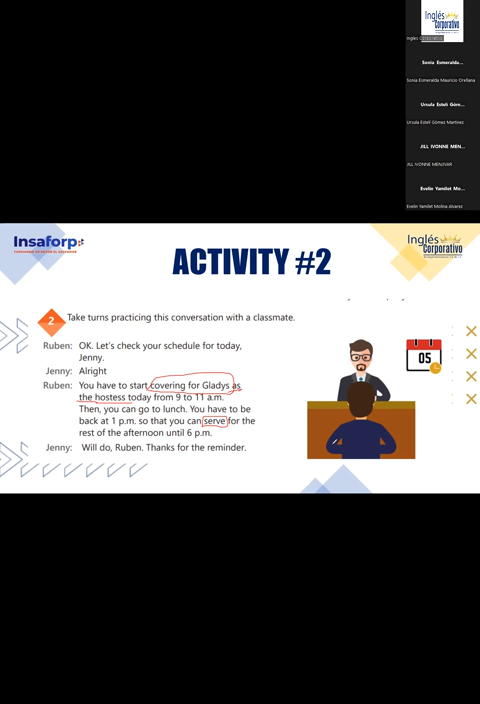 Inglés
Corporativo
Inglés Corporativo
Sonia Esmeralda...
Sonia Esmeralda Mauricio Orellana
Ursula Esteli Góm...
Ursula Estelí Gómez Martínez
JILL IVONNE MEN...
JILL IVONNE MENJIVAR
Evelin Yamilet Mo...
Evelin Yamilet Molina Alvarez
Insaforp
Inglés
Corporativo
ACTIVITY #2
2
Take turns practicing this conversation with a classmate.
Ruben: OK. Let's check your schedule for today,
Jenny.
Jenny: Alright
Ruben: You have to start covering for Gladys as
the hostess today from 9 to 11 a.m.
Then, you can go to lunch. You have to be
back at 1 p.m. so that you can serve for the
rest of the afternoon until 6 p.m.
Jenny: Will do, Ruben. Thanks for the reminder.
05